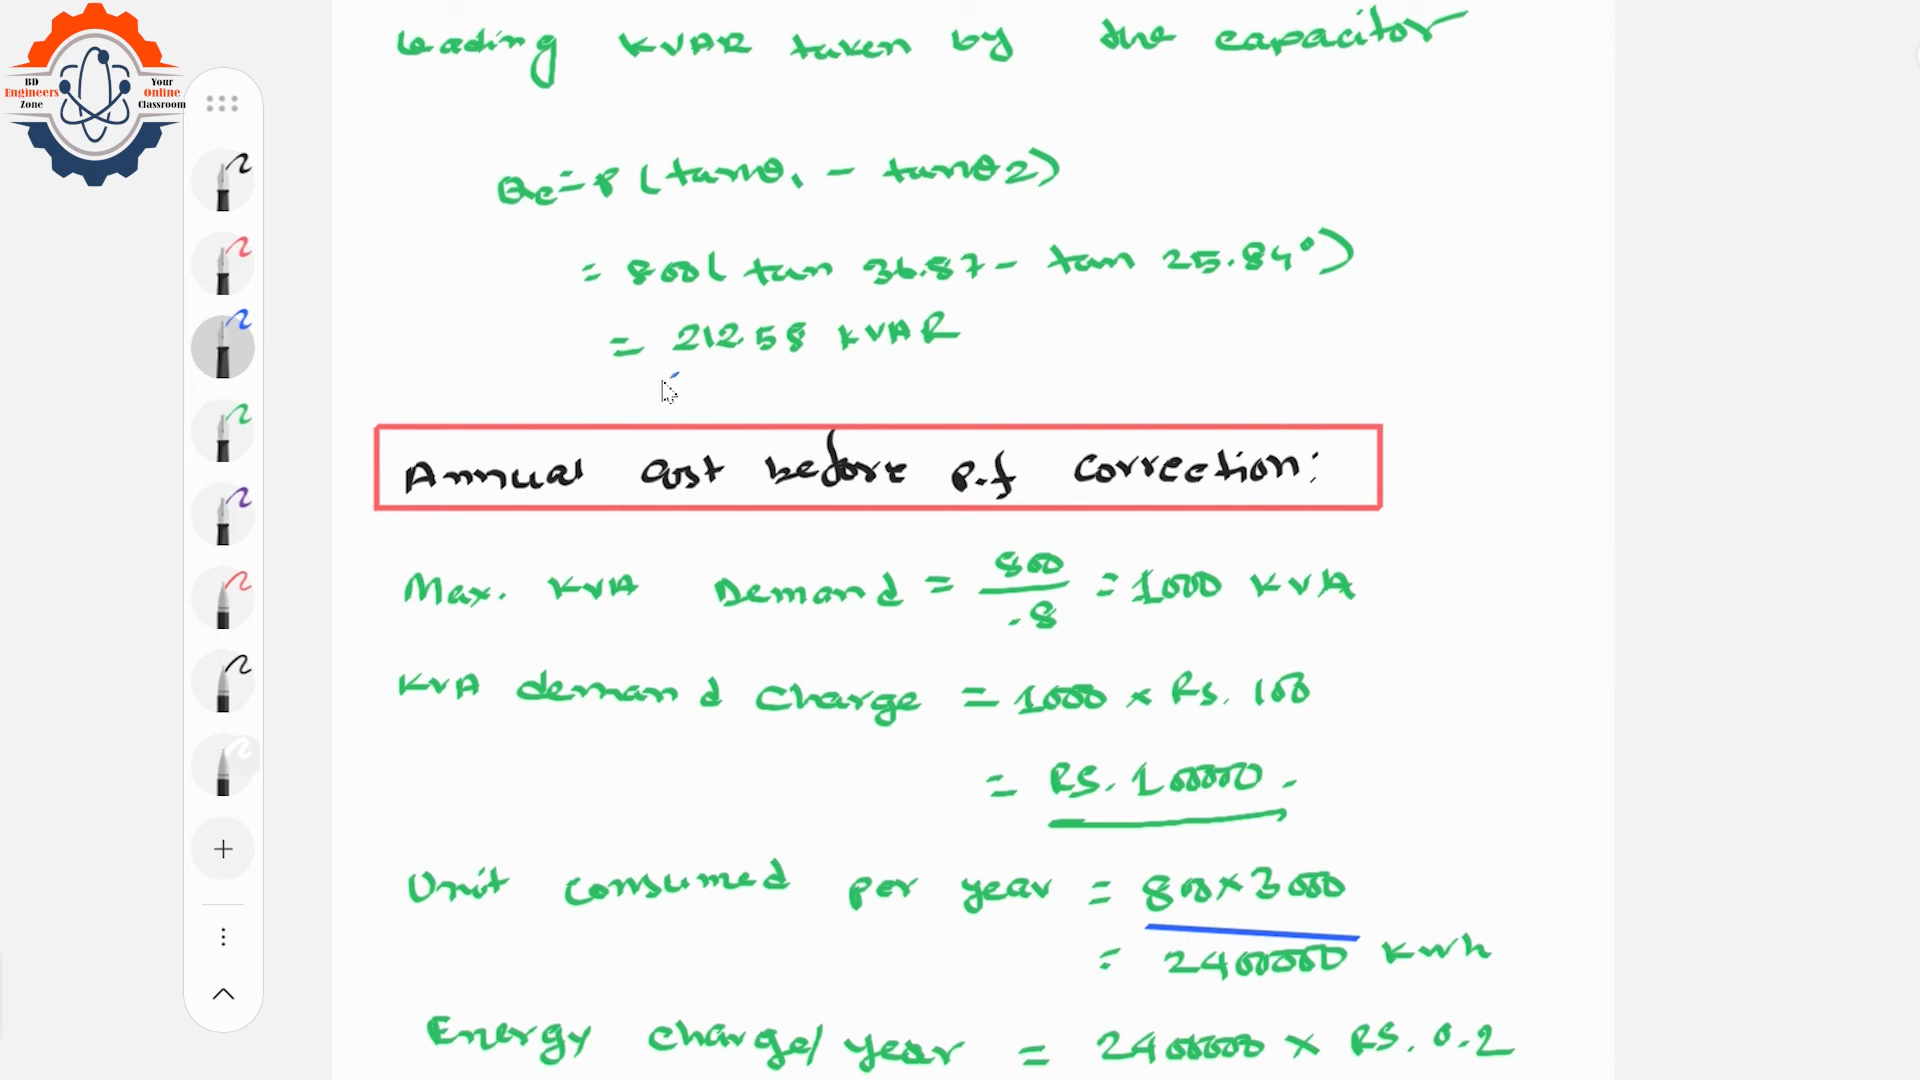 BD
Engineers
Zone
Your
Online
Classroom
Leading KVAR taken by the capacitor
Qc = P (tanθ1 - tanθ2)
= 800( tan 36.87 - tan 25.84°)
= 212.58 KVAR
Annual cost before p.f correction:
Max. KVA Demand = 800/.8 = 1000 KVA
KVA demand charge = 1000 × Rs. 100
= RS. 100000.
Unit consumed per year = 800×3000
= 2400000 kwh
Energy charge/year = 2400000 × RS. 0.2